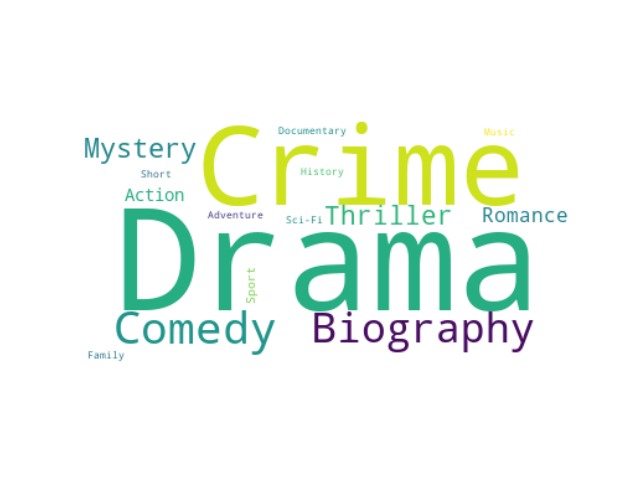 Documentary
Music
Crime
Mystery
Short
History
Action
Adventure
Sci-Fi
Thriller
Romance
Drama
Sport
Comedy
Biography
Family